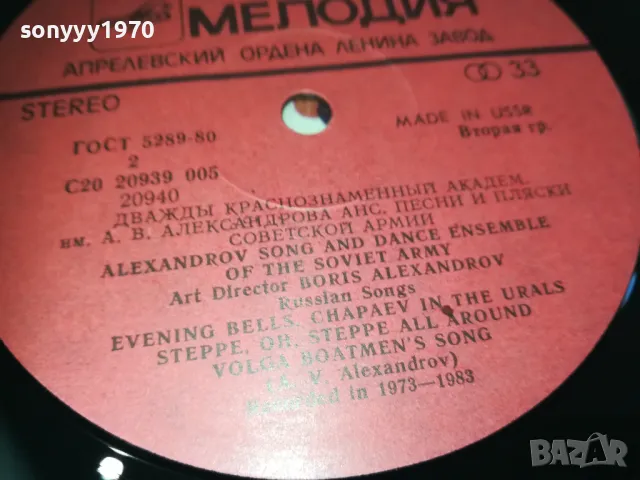 sonyyy1970
МЕЛОДИЯ
АПРЕЛЕВСКИЙ ОРДЕНА ЛЕНИНА ЗАВОД
STEREO
33
ГОСТ 5289-80
MADE IN USSR
2
Вторая гр.
С20 20939 005
20940
ДВАЖДЫ КРАСНОЗНАМЕННЫЙ АКАДЕМ.
им. А. В. АЛЕКСАНДРОВА АНС. ПЕСНИ И ПЛЯСКИ
СОВЕТСКОЙ АРМИИ
ALEXANDROV SONG AND DANCE ENSEMBLE
OF THE SOVIET ARMY
Art Director BORIS ALEXANDROV
Russian Songs
EVENING BELLS, CHAPAEV IN THE URALS
STEPPE, OH, STEPPE ALL AROUND
VOLGA BOATMEN'S SONG
(A. V. Alexandrov)
Recorded in 1973—1983
BAZAR
bg